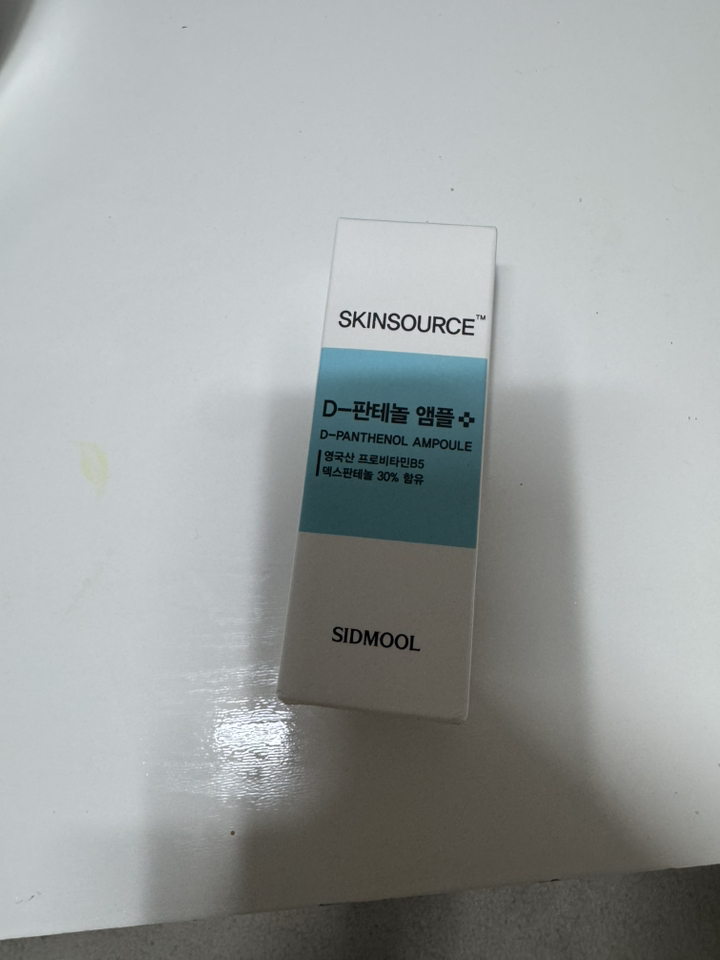 SKINSOURCE™
D-판테놀 앰플
D-PANTHENOL AMPOULE
영국산 프로비타민B5
덱스판테놀 30% 함유
SIDMOOL